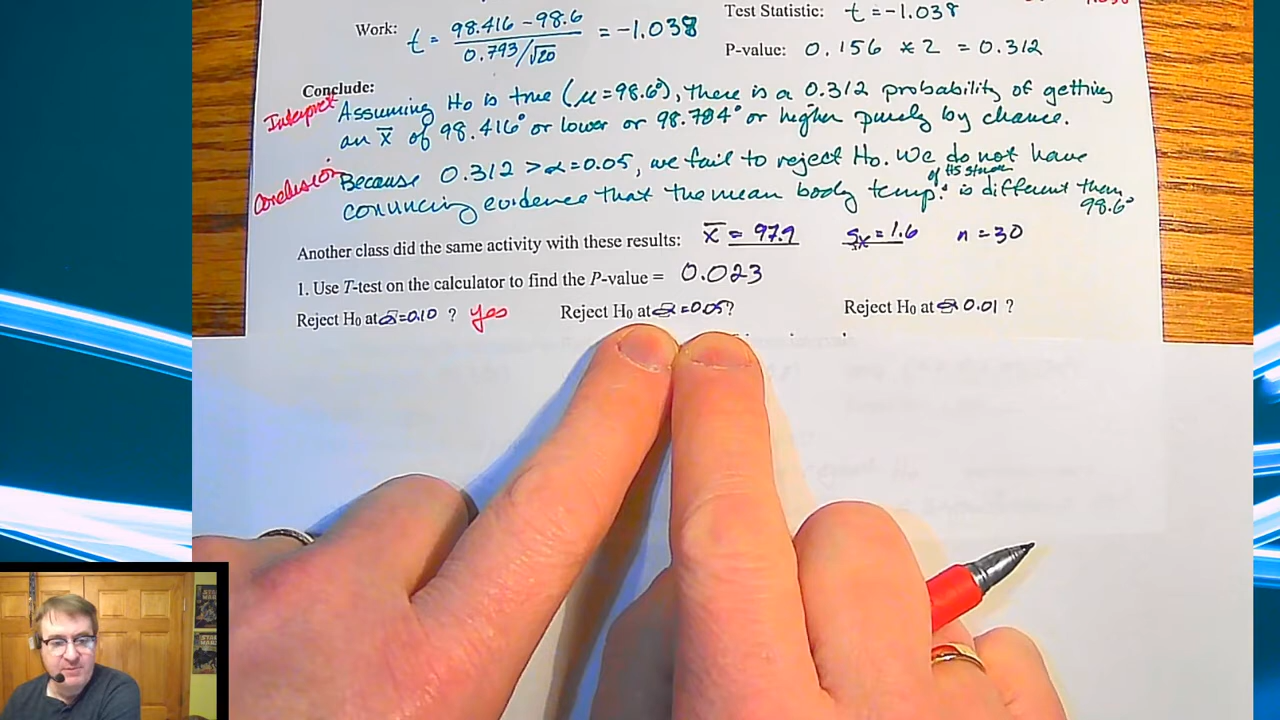 Work: t = 98.416 - 98.6 / 0.793/√20 = -1.038
Test Statistic: t = -1.038
P-value: 0.156 × 2 = 0.312
Conclude:
Interpret Assuming Ho is true (μ = 98.6°), there is a 0.312 probability of getting
an x̄ of 98.416° or lower or 98.784° or higher purely by chance.
Conclusion Because 0.312 > α = 0.05, we fail to reject Ho. We do not have
of HS students
convincing evidence that the mean body temp. is different than
98.6°
Another class did the same activity with these results: x̄ = 97.9 Sx = 1.6 n = 30
1. Use T-test on the calculator to find the P-value = 0.023
Reject H₀ at α = 0.10 ? yes Reject H₀ at α = 0.05? Reject H₀ at α 0.01 ?